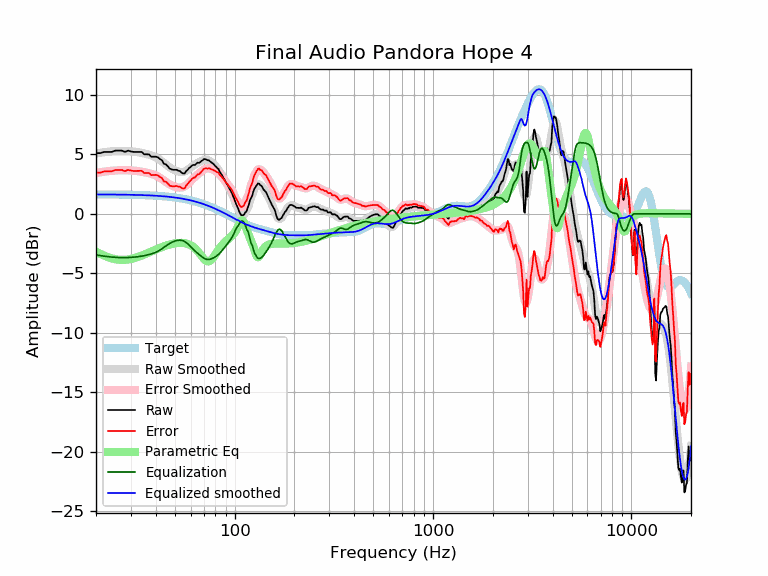 Final Audio Pandora Hope 4
Amplitude (dBr)
10
5
0
−5
−10
−15
−20
−25
Target
Raw Smoothed
Error Smoothed
Raw
Error
Parametric Eq
Equalization
Equalized smoothed
100
1000
10000
Frequency (Hz)